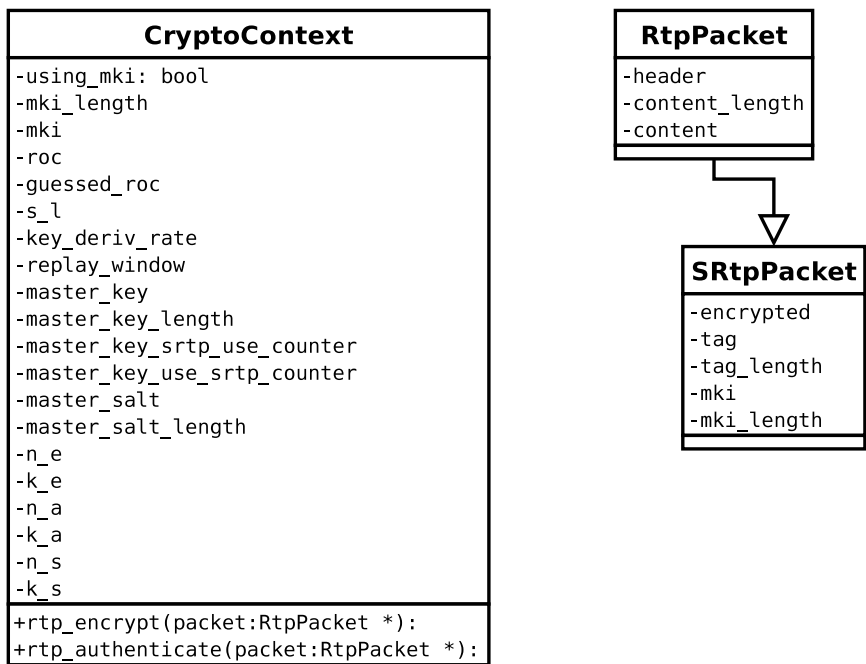 CryptoContext
-using_mki: bool
-mki_length
-mki
-roc
-guessed_roc
-s_l
-key_deriv_rate
-replay_window
-master_key
-master_key_length
-master_key_srtp_use_counter
-master_key_use_srtp_counter
-master_salt
-master_salt_length
-n_e
-k_e
-n_a
-k_a
-n_s
-k_s
+rtp_encrypt(packet:RtpPacket *):
+rtp_authenticate(packet:RtpPacket *):
RtpPacket
-header
-content_length
-content
SRtpPacket
-encrypted
-tag
-tag_length
-mki
-mki_length